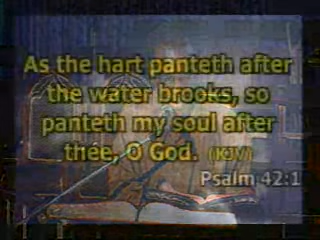 As the hart panteth after
the water brooks, so
panteth my soul after
thee, O God. (KJV)
Psalm 42:1